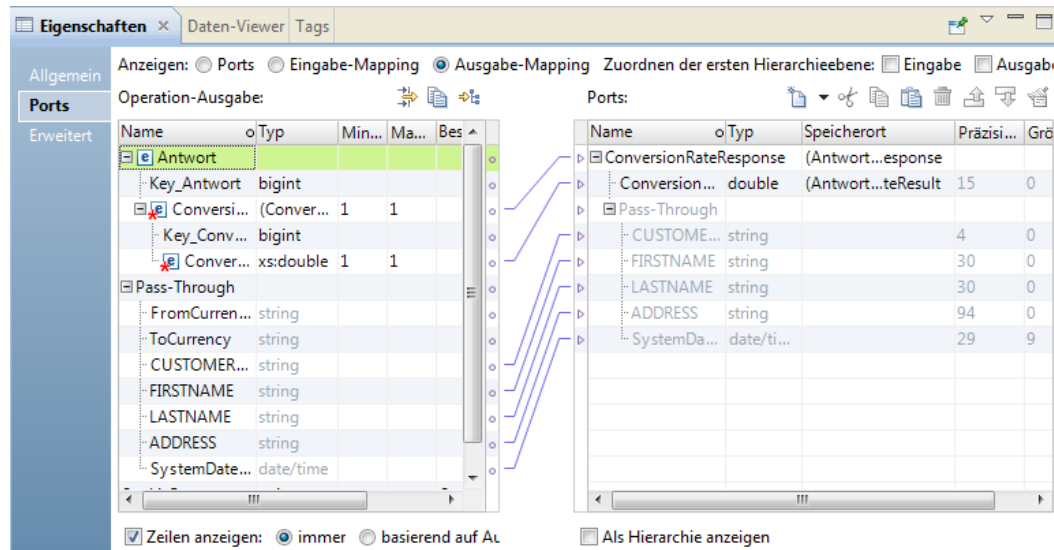 Eigenschaften Daten-Viewer Tags
Allgemein
Ports
Erweitert
Anzeigen: Ports Eingabe-Mapping Ausgabe-Mapping Zuordnen der ersten Hierarchieebene: Eingabe Ausgab
Operation-Ausgabe:
Name Typ Min... Ma... Bes
Antwort
Key_Antwort bigint
Conversi... (Conver... 1 1
Key_Conv... bigint
Conver... xs:double 1 1
Pass-Through
FromCurren... string
ToCurrency string
CUSTOMER... string
FIRSTNAME string
LASTNAME string
ADDRESS string
SystemDate... date/time
Zeilen anzeigen: immer basierend auf Au
Ports:
Name Typ Speicherort Präzisi... Grö
ConversionRateResponse (Antwort...esponse
Conversion... double (Antwort...teResult 15 0
Pass-Through
CUSTOME... string 4 0
FIRSTNAME string 30 0
LASTNAME string 30 0
ADDRESS string 94 0
SystemDa... date/ti... 29 9
Als Hierarchie anzeigen